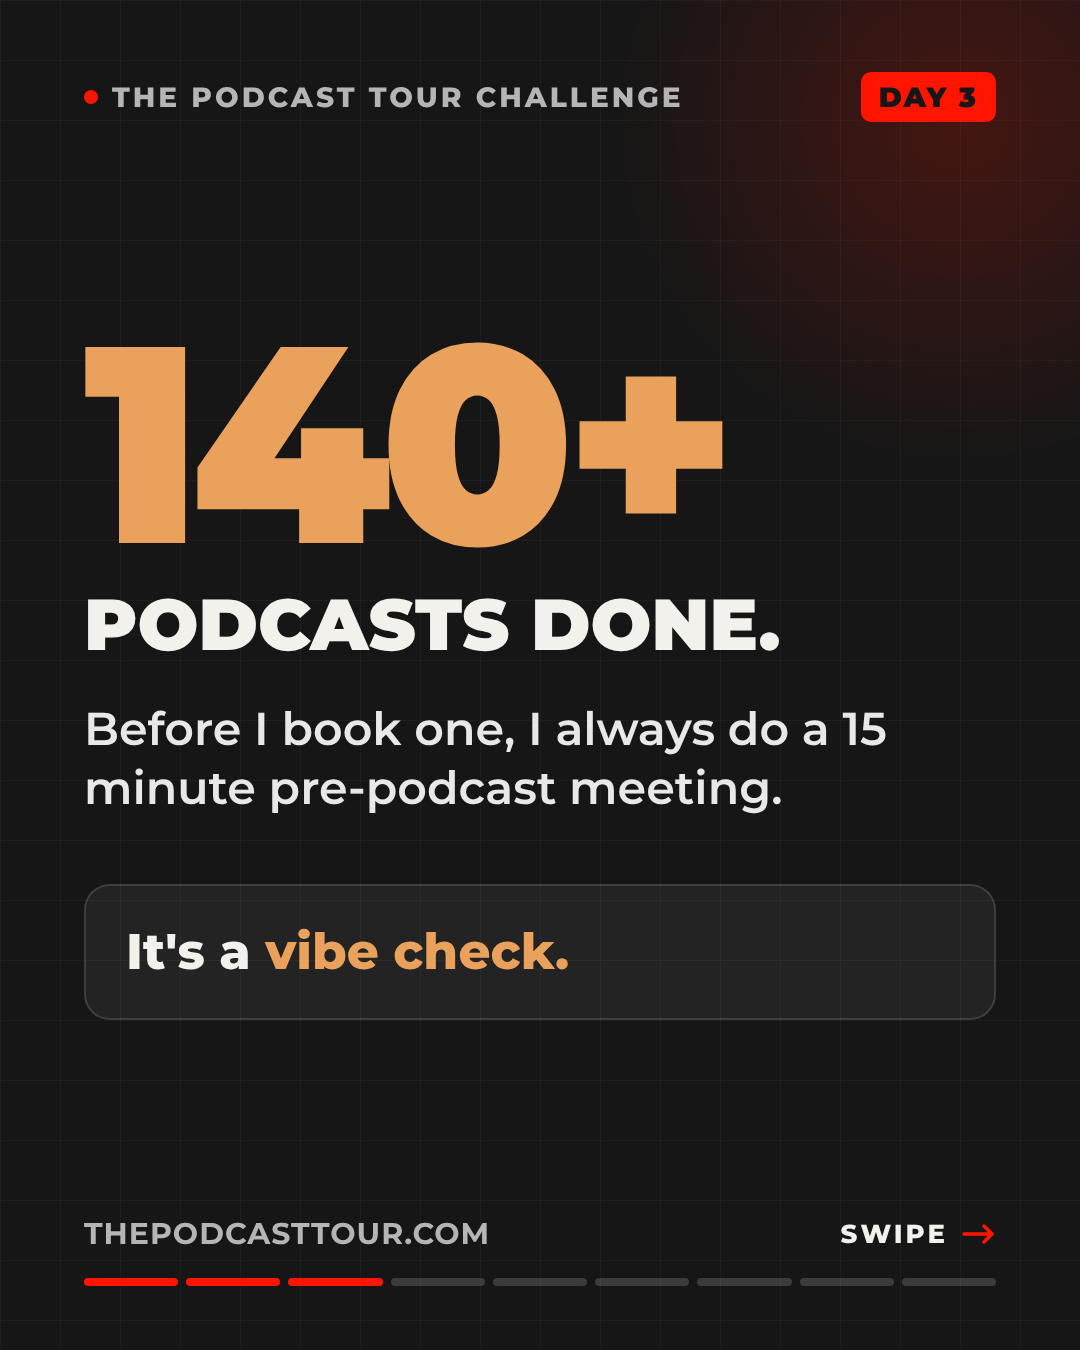 THE PODCAST TOUR CHALLENGE
DAY 3
140+
PODCASTS DONE.
Before I book one, I always do a 15
minute pre-podcast meeting.
It's a vibe check.
THEPODCASTTOUR.COM
SWIPE →